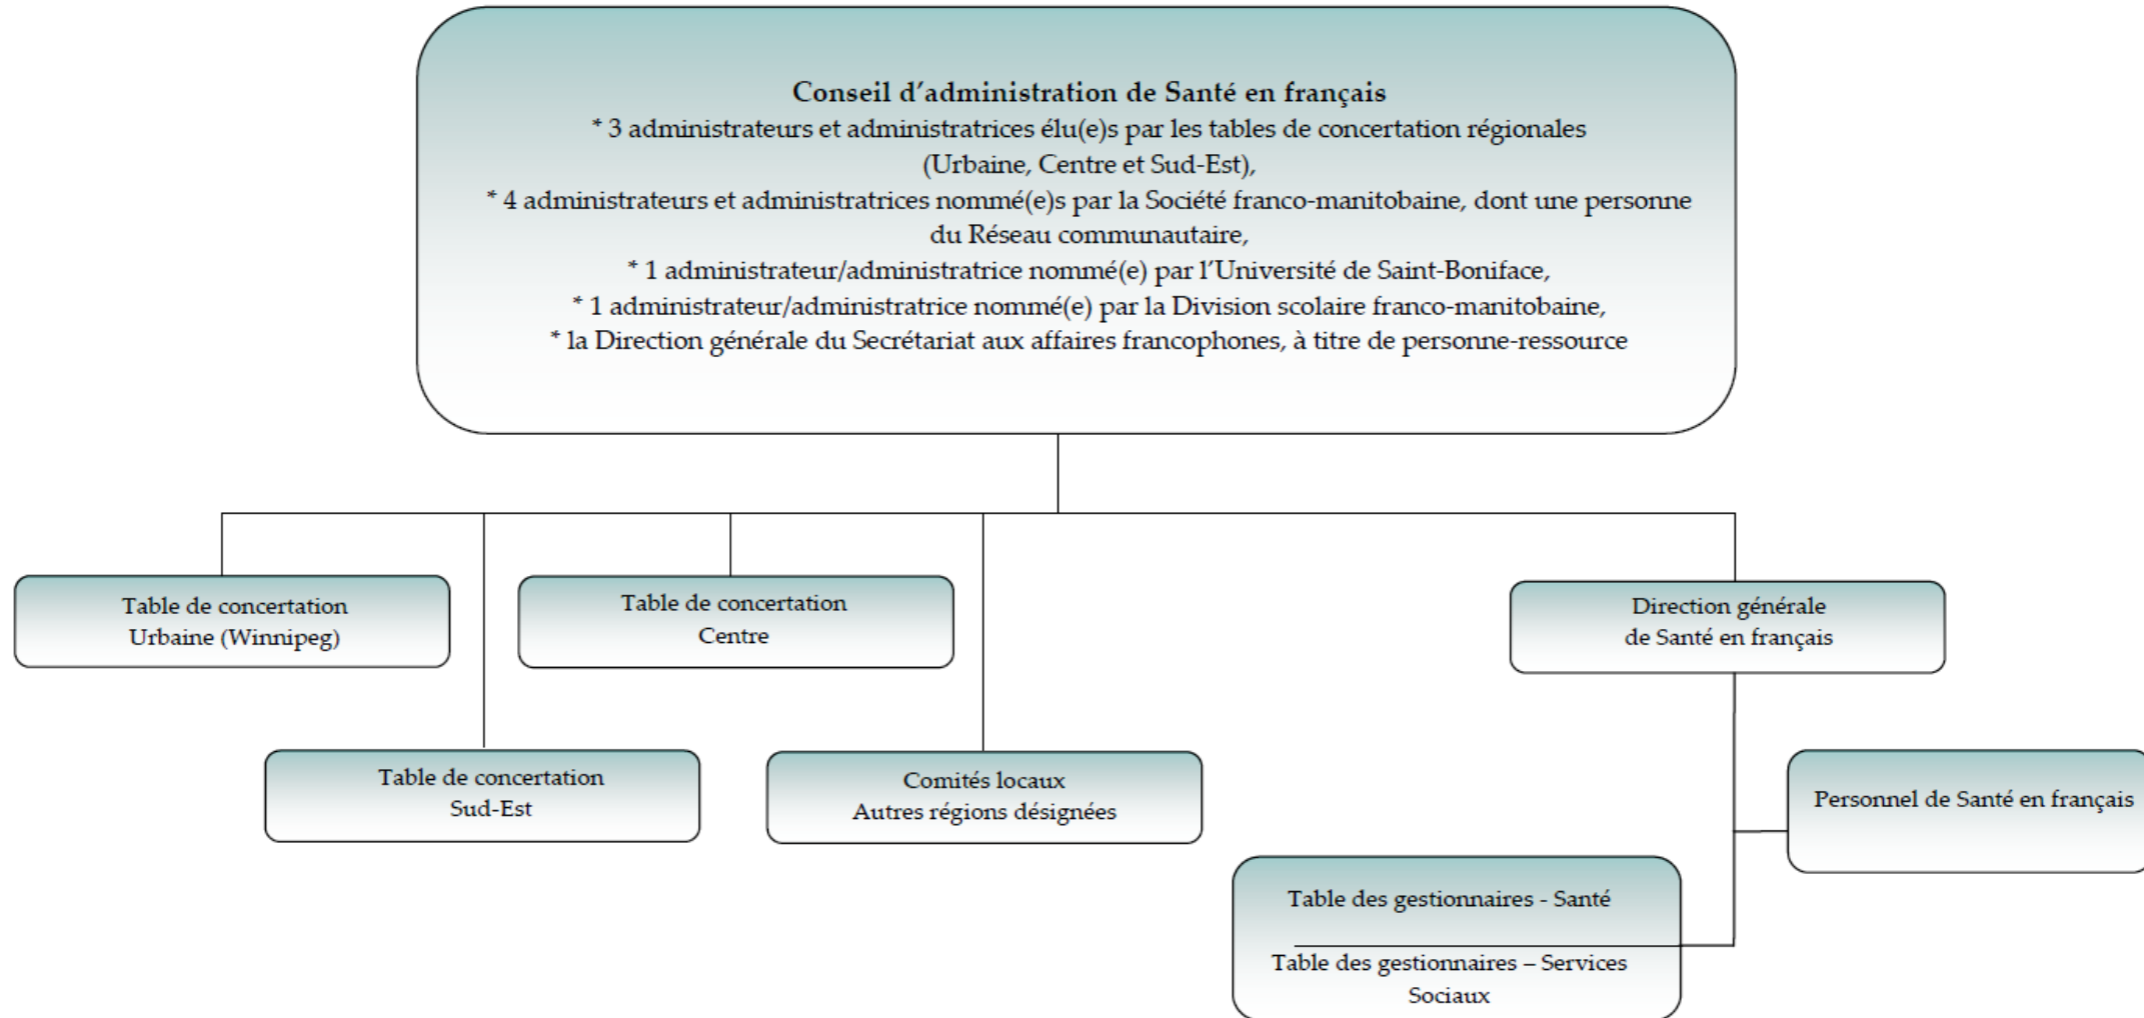 Conseil d’administration de Santé en français
* 3 administrateurs et administratrices élu(e)s par les tables de concertation régionales
(Urbaine, Centre et Sud-Est),
* 4 administrateurs et administratrices nommé(e)s par la Société franco-manitobaine, dont une personne
du Réseau communautaire,
* 1 administrateur/administratrice nommé(e) par l’Université de Saint-Boniface,
* 1 administrateur/administratrice nommé(e) par la Division scolaire franco-manitobaine,
* la Direction générale du Secrétariat aux affaires francophones, à titre de personne-ressource
Table de concertation
Urbaine (Winnipeg)
Table de concertation
Centre
Direction générale
de Santé en français
Table de concertation
Sud-Est
Comités locaux
Autres régions désignées
Personnel de Santé en français
Table des gestionnaires - Santé
Table des gestionnaires – Services
Sociaux